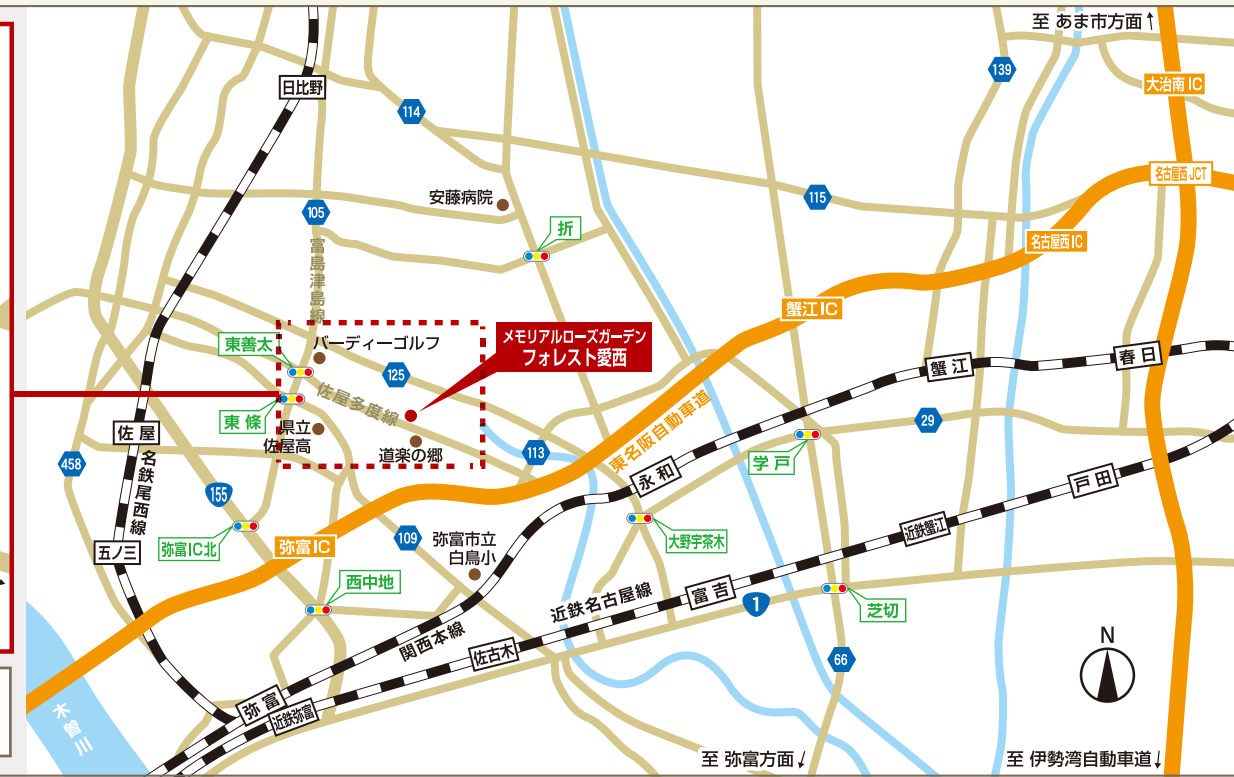 至 あま市方面↑
139
大治南IC
日比野
114
名古屋西JCT
安藤病院
115
105
折
名古屋西IC
富島津島線
蟹江IC
東善太
バーディーゴルフ
メモリアルローズガーデン
フォレスト愛西
125
蟹江
春日
佐屋多度線
東名阪自動車道
東條
県立
佐屋高
道楽の郷
29
佐屋
名鉄尾西線
458
113
学戸
永和
戸田
155
弥富IC北
弥富IC
109
弥富市立
白鳥小
大野宇茶木
近鉄蟹江
五ノ三
西中地
近鉄名古屋線
富吉
1
芝切
関西本線
佐古木
66
N
弥富
近鉄弥富
木曽川
至 弥富方面↓
至 伊勢湾自動車道↓